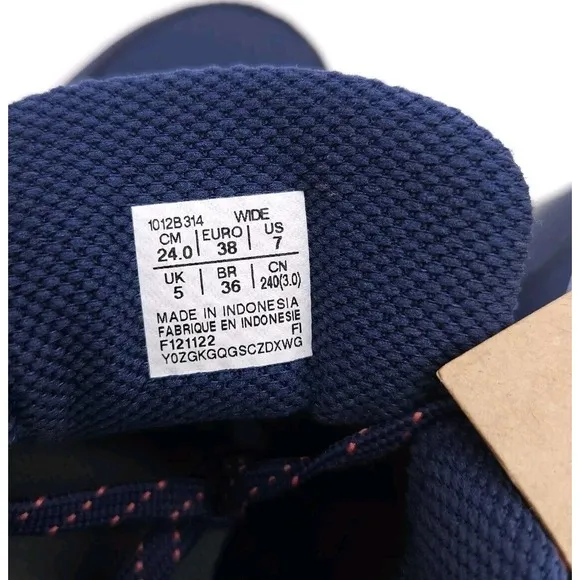 1012B314 WIDE
CM EURO US
24.0 38 7
UK BR CN
5 36 240(3.0)
MADE IN INDONESIA
FABRIQUE EN INDONESIE
F121122 FI
Y0ZGKGQGSCZDXWG